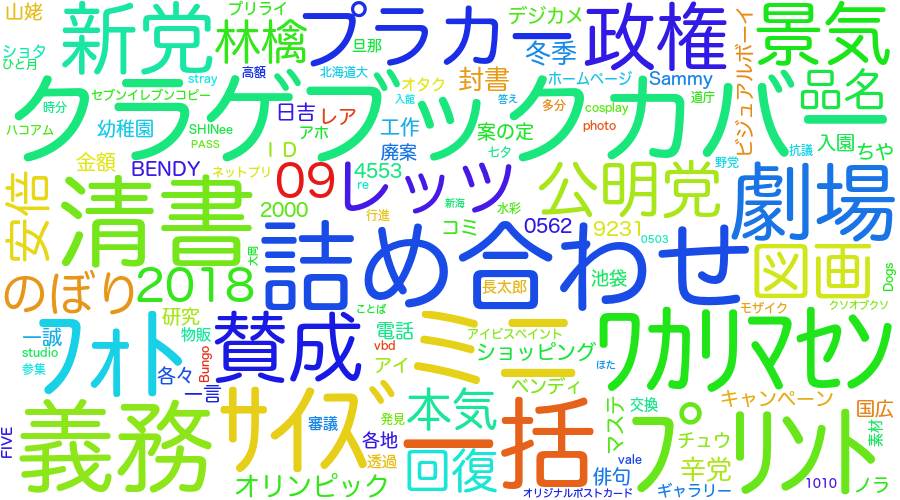 山姥
プリライ
新党
林檎
プラカード
デジカメ
冬季
政権
景気
ショタ
ひと月
stray
高額
北海道大
旦那
オタク
封書
ホームページ
Sammy
ビジュアルボーイ
品名
クラゲブックカバー
時分
セブンイレブンコピー
入館
答え
多分
cosplay
道庁
ハコアム
幼稚園
SHINee
PASS
日吉
レア
アホ
工作
案の定
photo
抗議
入園
ちや
金額
BENDY
ID
ネットプリ
廃案
七夕
野党
安倍
清書
09
レッツ
4553
re
公明党
劇場
2000
行進
新海
水彩
コミ
0562
9231
0503
のぼり
2018
大岡
詰め合わせ
長太郎
池袋
図画
Dogs
フォト
研究
ことば
モザイク
クソオブクソ
一誠
物販
賛成
電話
ミニ
アイビスペイント
ワカリマセン
studio
参集
各々
Bungo
vbd
アイ
ショッピング
ほた
一言
ベンディ
キャンペーン
義務
サイズ
本気
一括
マステ
交換
プリント
国広
FIVE
審議
発見
各地
回復
チュウ
素材
透過
俳句
vale
辛党
オリンピック
オリジナルポストカード
ギャラリー
1010
ノラ